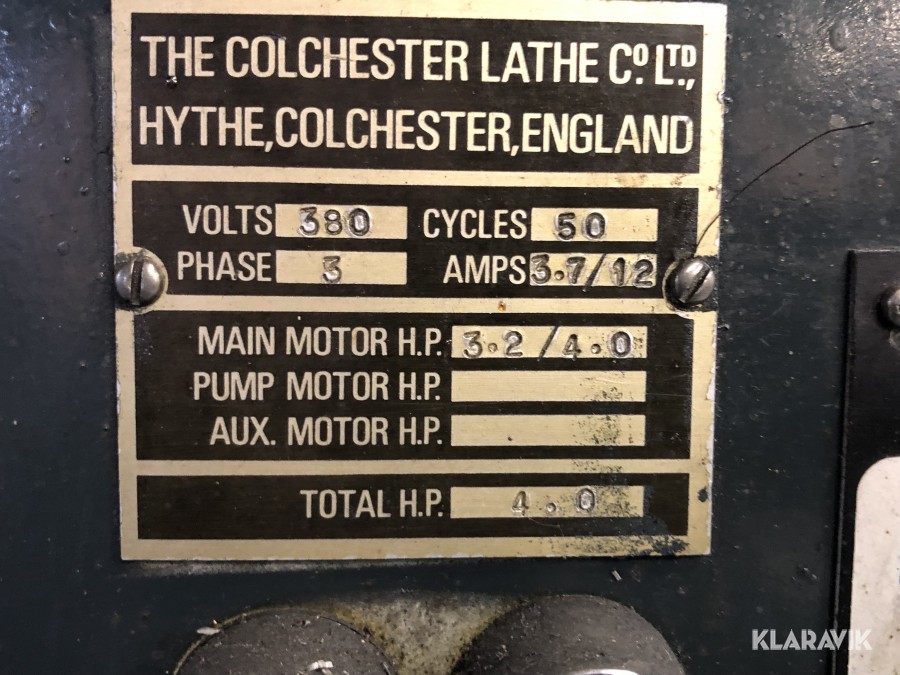 THE COLCHESTER LATHE Cº. LTD.,
HYTHE, COLCHESTER, ENGLAND
VOLTS 380 CYCLES 50
PHASE 3 AMPS 3.7/12
MAIN MOTOR H.P. 3.2/4.0
PUMP MOTOR H.P.
AUX. MOTOR H.P.
TOTAL H.P. 4.0
KLARAVIK